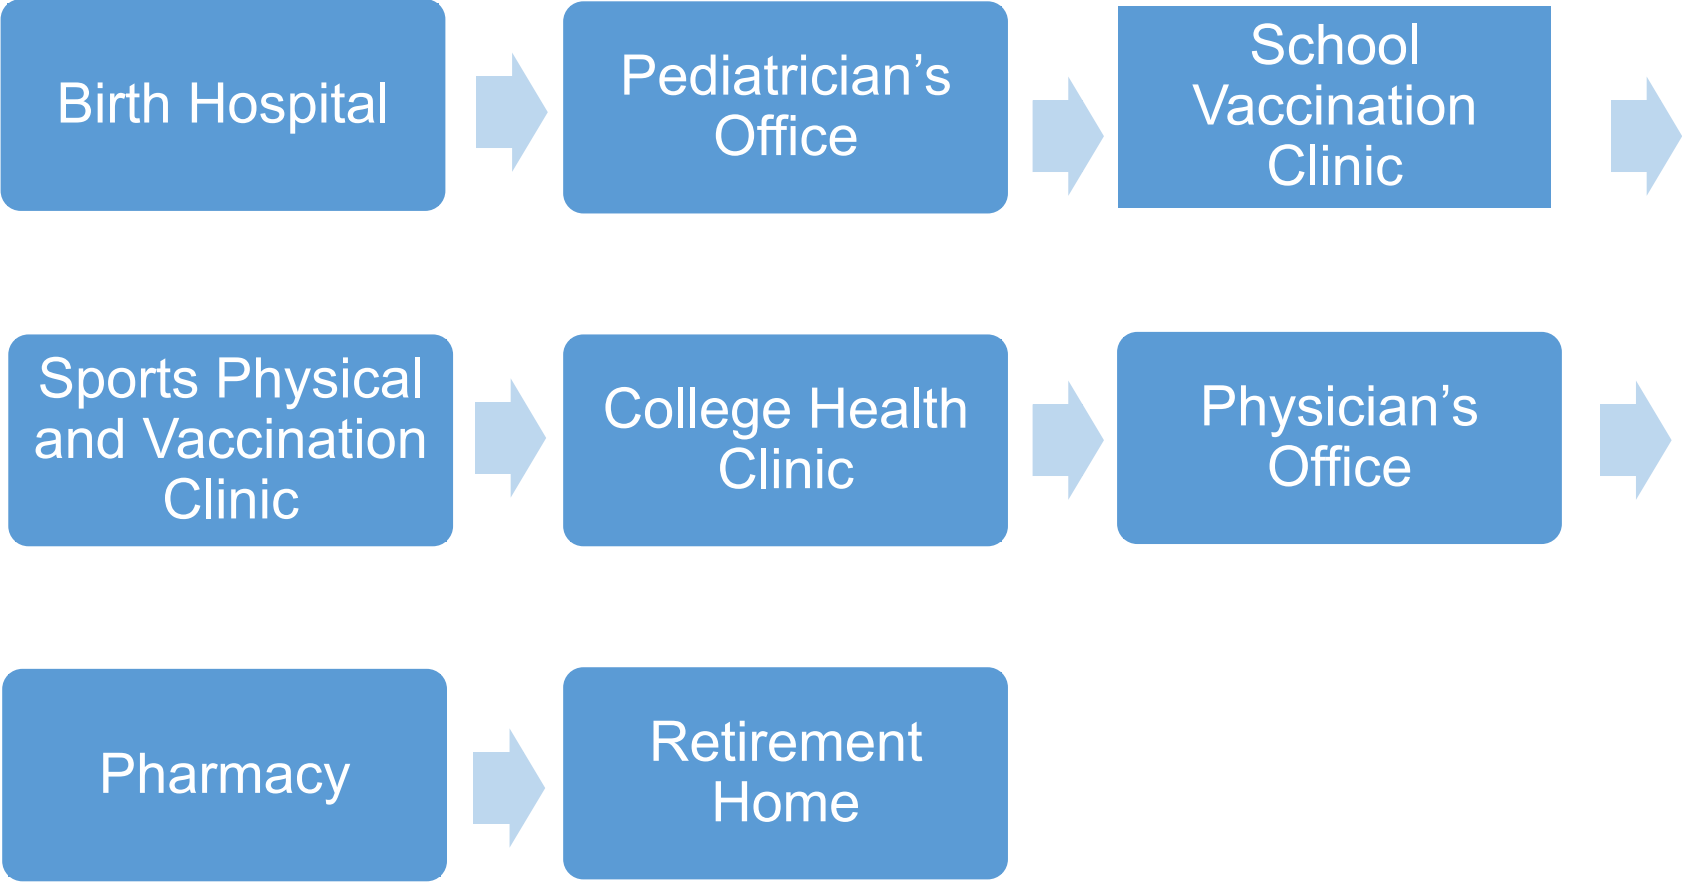 Birth Hospital
Pediatrician’s
Office
School
Vaccination
Clinic
Sports Physical
and Vaccination
Clinic
College Health
Clinic
Physician’s
Office
Pharmacy
Retirement
Home